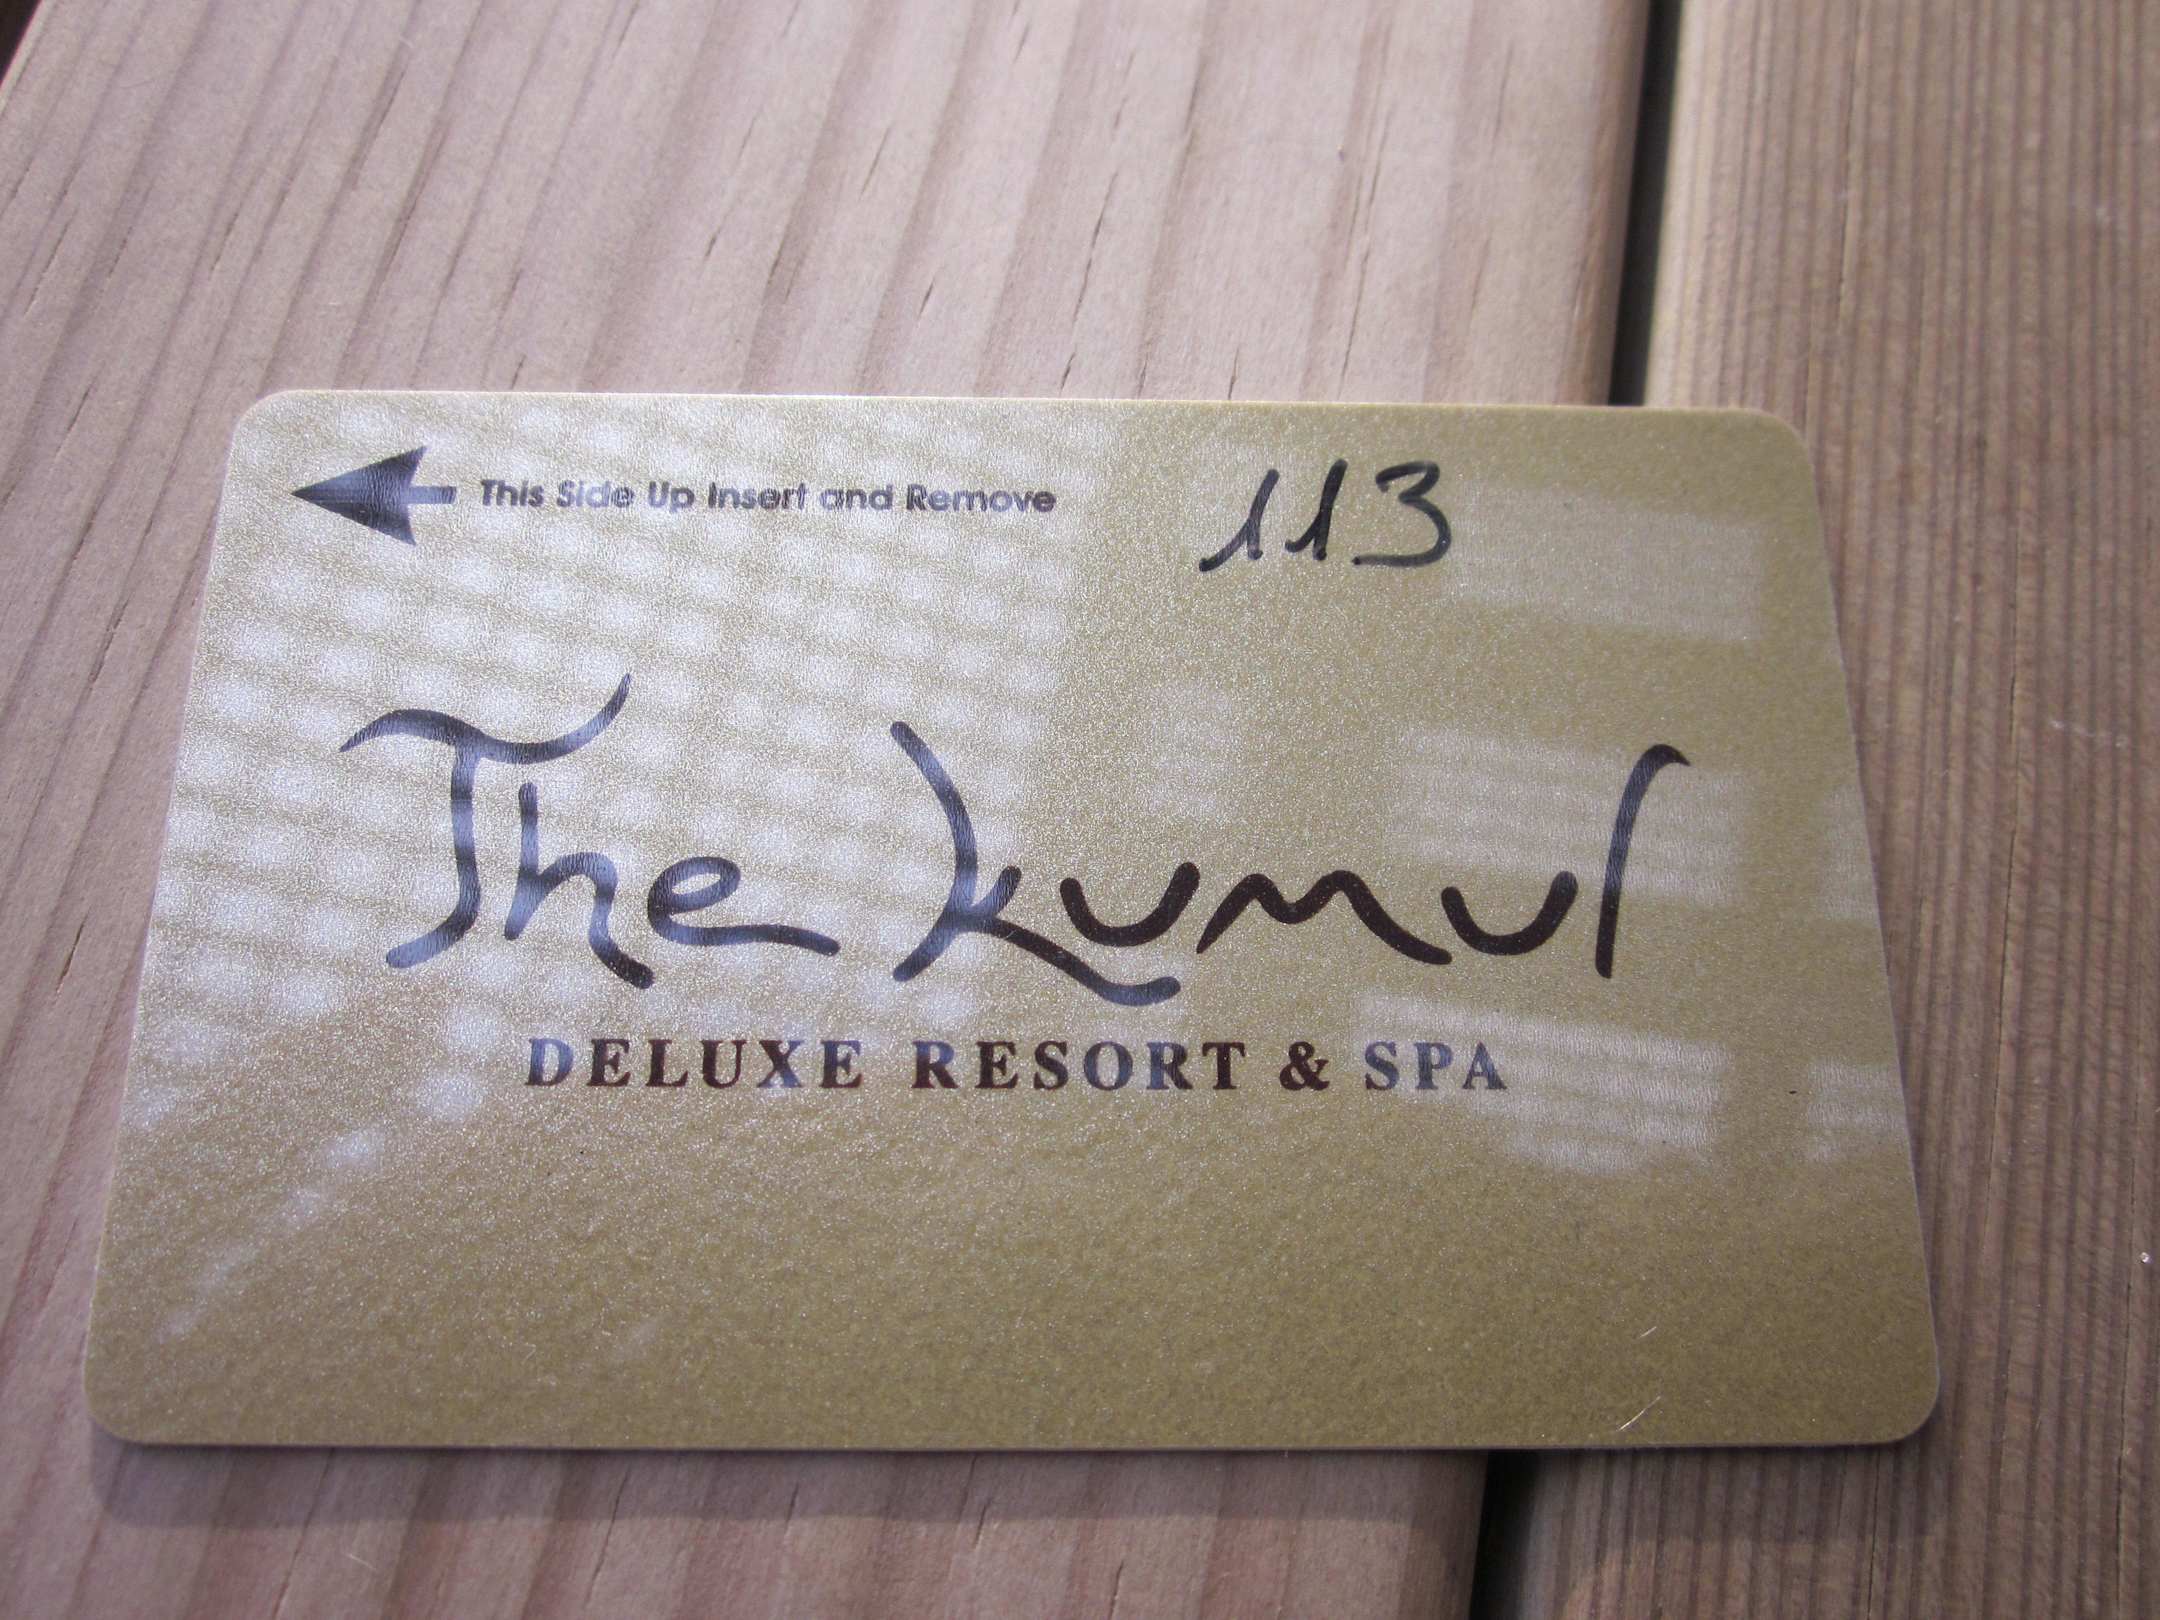 This Side Up Insert and Remove
113
The Kumul
DELUXE RESORT & SPA